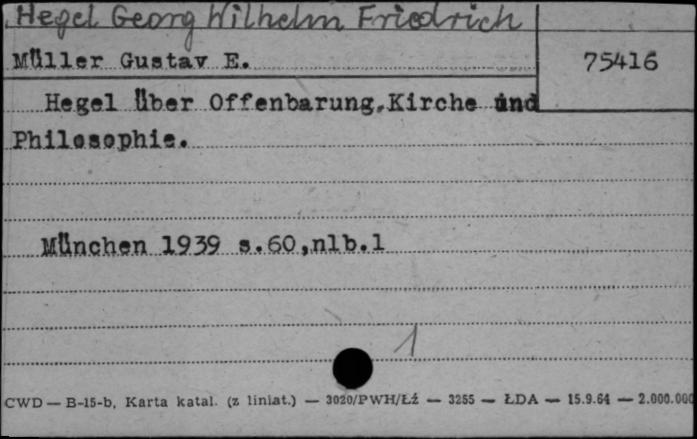 Hegel Georg Wilhelm Friedrich
Müller Gustav E.
75416
Hegel Über Offenbarung,Kirche und
Philosophie.
München 1939 s.60,nlb.1
1
CWD — B-15-b, Karta katal. (z liniat.) — 3020/PWH/Łź — 3255 — ŁDA — 15.9.64 — 2.000.000